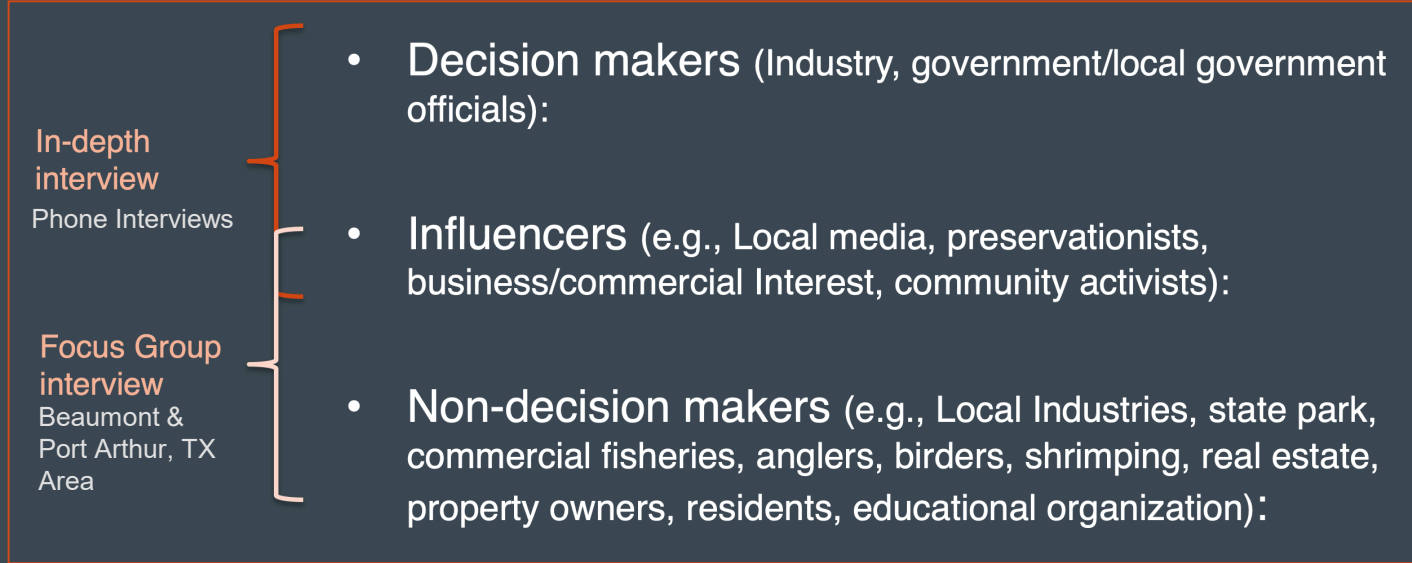 In-depth
interview
Phone Interviews
Focus Group
interview
Beaumont &
Port Arthur, TX
Area
• Decision makers (Industry, government/local government
officials):
• Influencers (e.g., Local media, preservationists,
business/commercial Interest, community activists):
• Non-decision makers (e.g., Local Industries, state park,
commercial fisheries, anglers, birders, shrimping, real estate,
property owners, residents, educational organization):